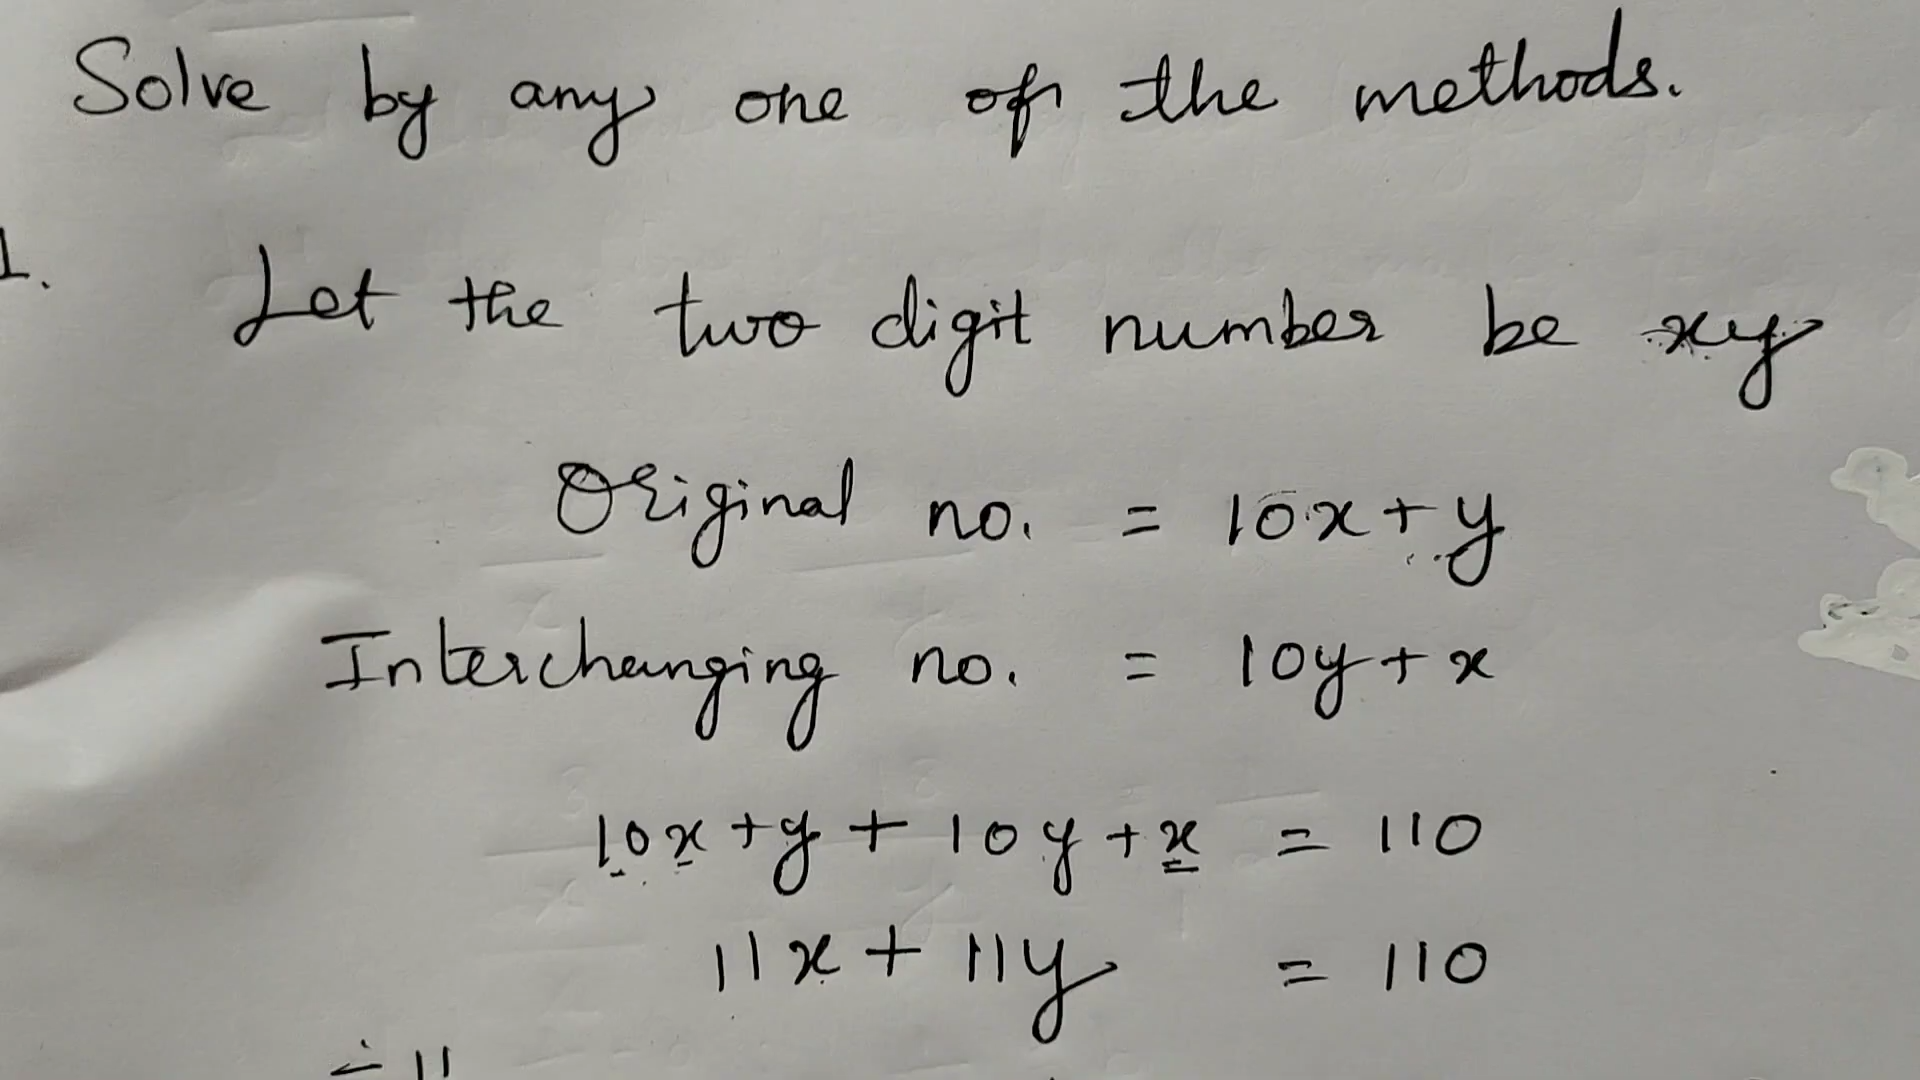 Solve by any one of the methods.
1. Let the two digit number be xy
Original no. = 10x + y
Interchanging no. = 10y + x
10x + y + 10y + x = 110
11x + 11y = 110
÷ 11